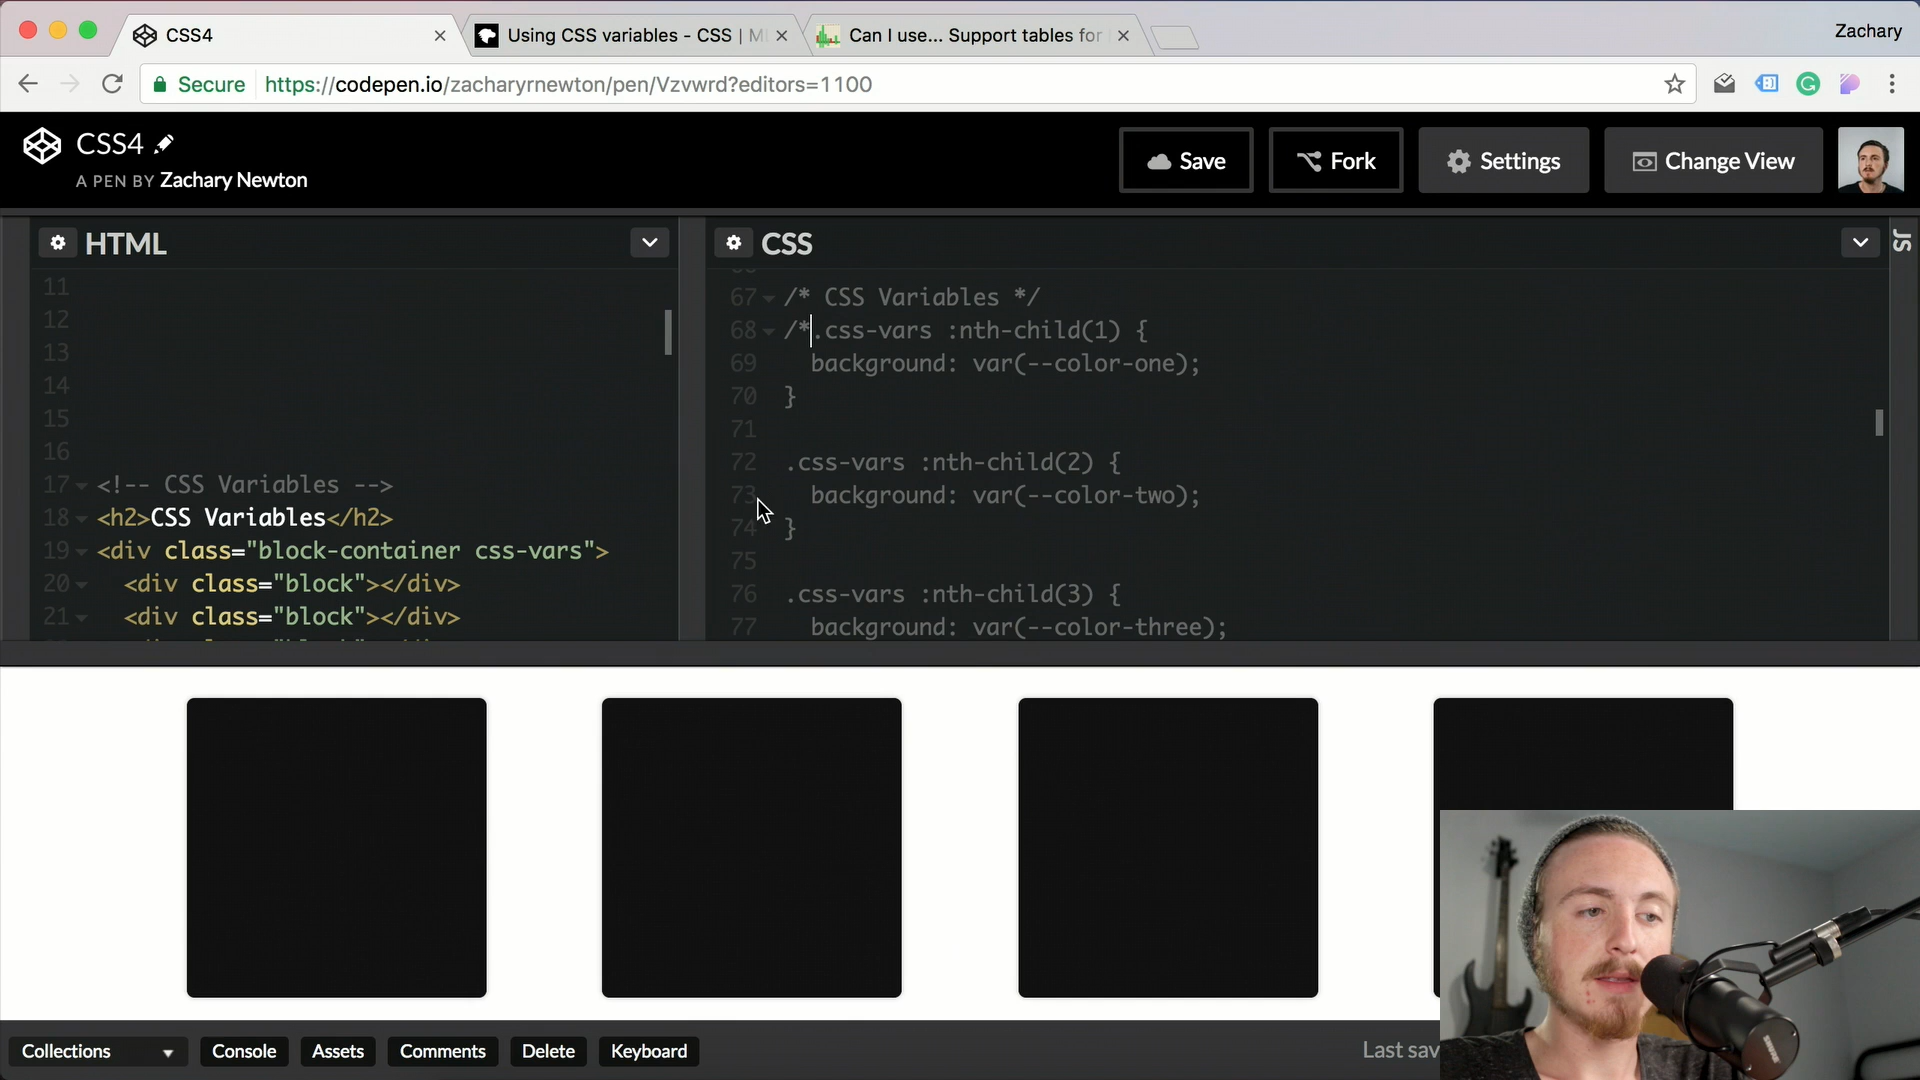 CSS4
Using CSS variables - CSS | M
Can I use... Support tables for
Zachary
Secure
https://codepen.io/zacharyrnewton/pen/Vzvwrd?editors=1100
CSS4
A PEN BY Zachary Newton
Save
Fork
Settings
Change View
HTML
11
12
13
14
15
16
17 <!-- CSS Variables -->
18 <h2>CSS Variables</h2>
19 <div class="block-container css-vars">
20 <div class="block"></div>
21 <div class="block"></div>
CSS
JS
67 /* CSS Variables */
68 /*.css-vars :nth-child(1) {
69 background: var(--color-one);
70 }
71
72 .css-vars :nth-child(2) {
73 background: var(--color-two);
74 }
75
76 .css-vars :nth-child(3) {
77 background: var(--color-three);
Collections
Console
Assets
Comments
Delete
Keyboard
Last sav